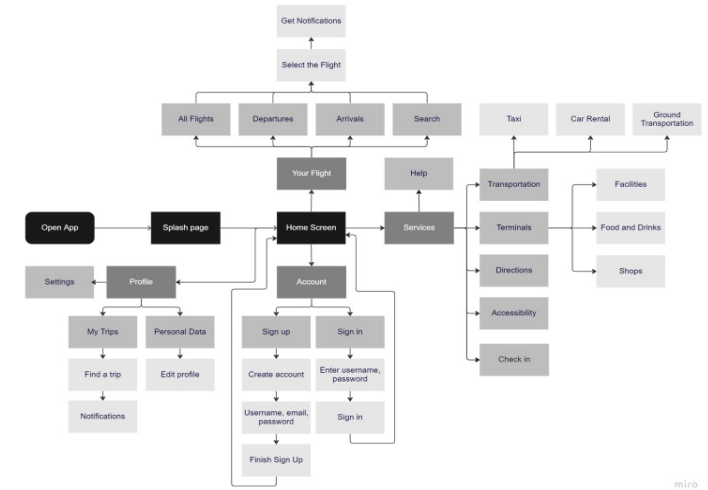 Get Notifications
Select the Flight
All Flights
Departures
Arrivals
Search
Taxi
Car Rental
Ground
Transportation
Your Flight
Help
Transportation
Facilities
Open App
Splash page
Home Screen
Services
Terminals
Food and Drinks
Settings
Profile
Account
Directions
Shops
My Trips
Personal Data
Sign up
Sign in
Accessibility
Find a trip
Edit profile
Create account
Enter username,
password
Check in
Notifications
Username, email,
password
Sign in
Finish Sign Up
miro